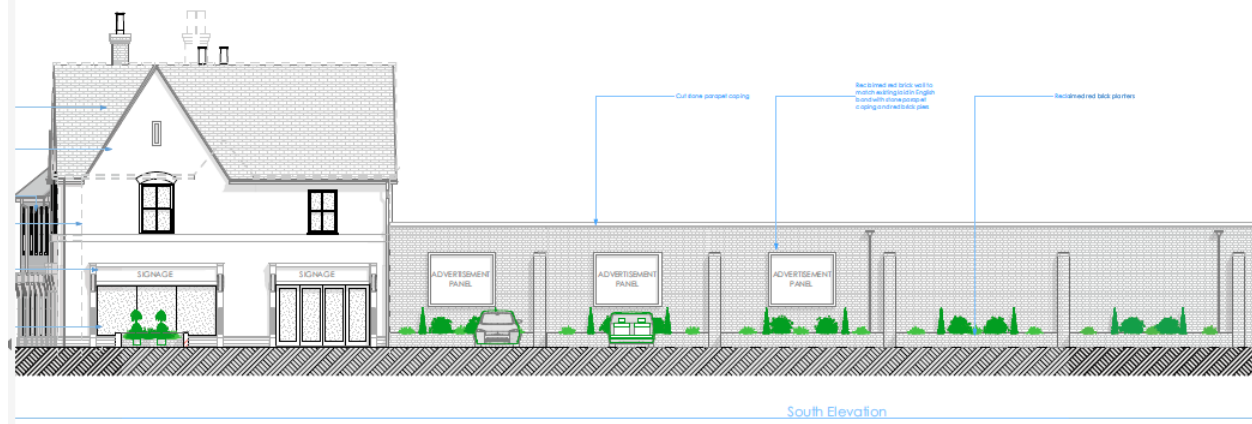 Cut stone parapet coping
Reclaimed red brick wall to
match existing laid in English
bond with stone parapet
coping and red brick piers
Reclaimed red brick planters
SIGNAGE
SIGNAGE
ADVERTISEMENT
PANEL
ADVERTISEMENT
PANEL
ADVERTISEMENT
PANEL
South Elevation